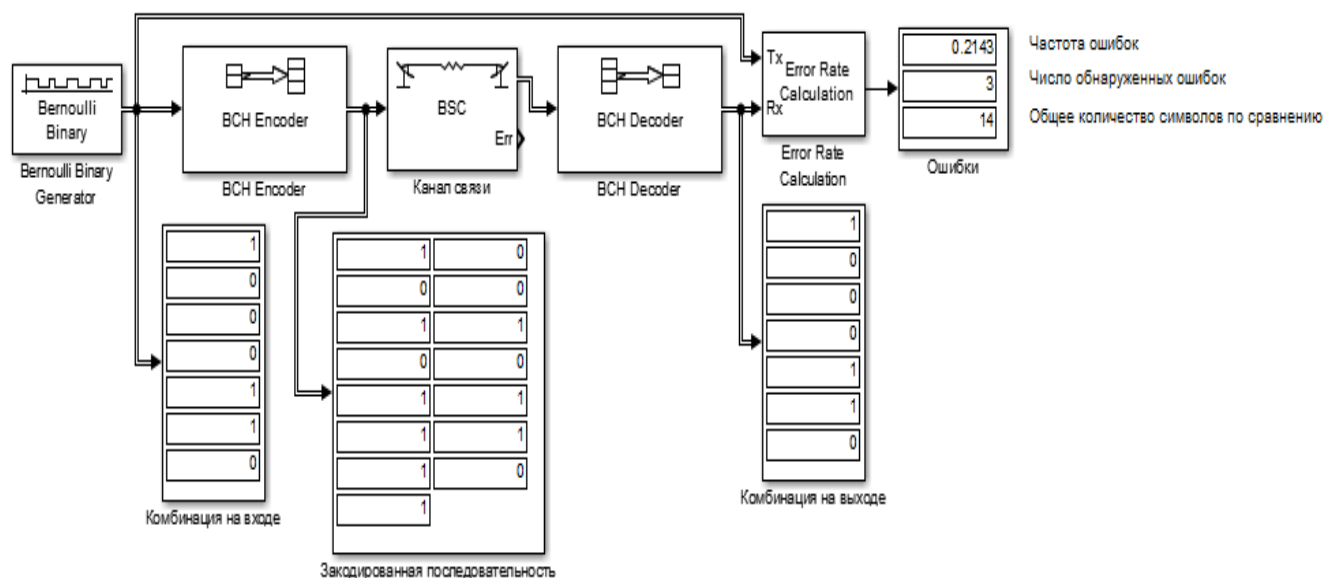 Bernoulli
Binary
Bernoulli Binary
Generator
BCH Encoder
BCH Encoder
BSC
Err
Канал связи
BCH Decoder
BCH Decoder
Tx
Rx
Error Rate
Calculation
Error Rate
Calculation
0.2143
3
14
Ошибки
Частота ошибок
Число обнаруженных ошибок
Общее количество символов по сравнению
1
0
0
0
1
1
0
Комбинация на входе
1 0
0 0
1 1
0 0
1 1
1 1
1 0
1
Закодированная последовательность
1
0
0
0
1
1
0
Комбинация на выходе